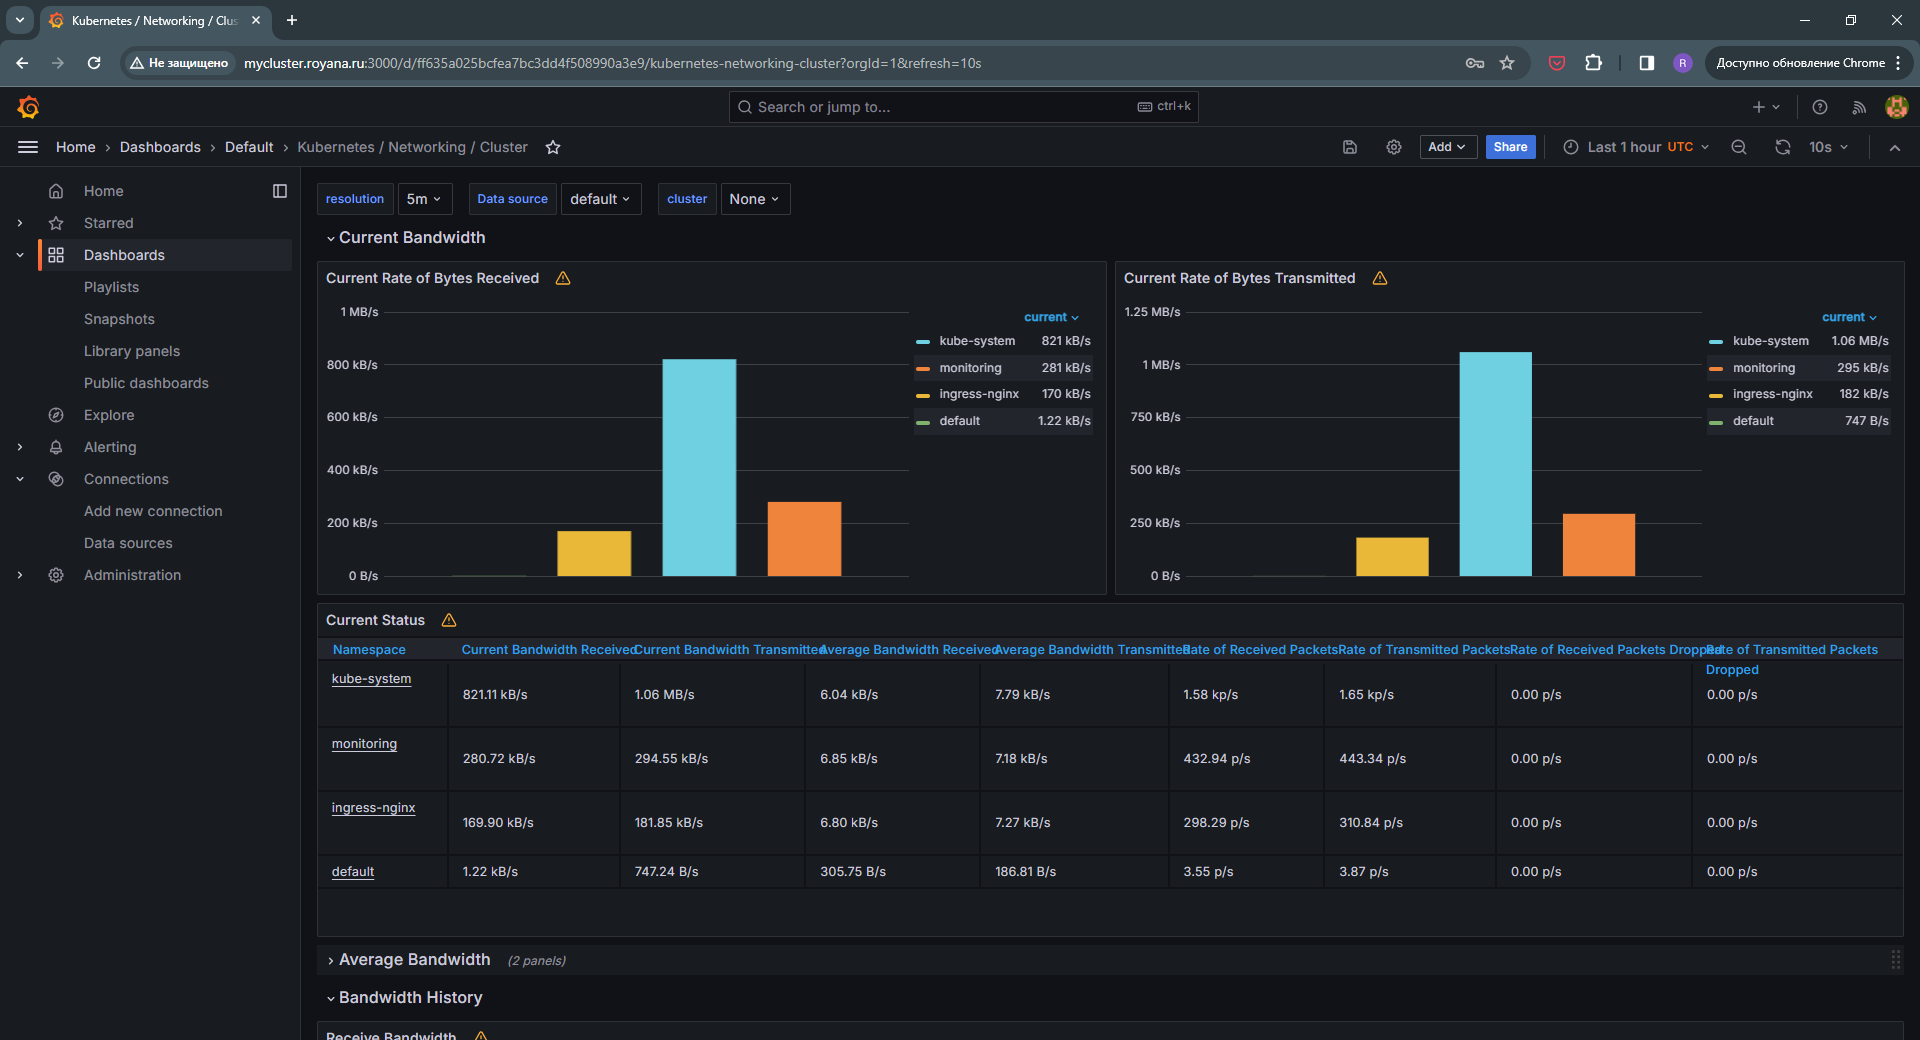 Kubernetes / Networking / Clus
Не защищено mycluster.royana.ru:3000/d/ff635a025bcfea7bc3dd4f508990a3e9/kubernetes-networking-cluster?orgId=1&refresh=10s R Доступно обновление Chrome
Search or jump to... ctrl+k
Home Dashboards Default Kubernetes / Networking / Cluster Add Share Last 1 hour UTC 10s
Home
Starred
Dashboards
Playlists
Snapshots
Library panels
Public dashboards
Explore
Alerting
Connections
Add new connection
Data sources
Administration
resolution 5m Data source default cluster None
Current Bandwidth
Current Rate of Bytes Received
1 MB/s
800 kB/s
600 kB/s
400 kB/s
200 kB/s
0 B/s
current
kube-system 821 kB/s
monitoring 281 kB/s
ingress-nginx 170 kB/s
default 1.22 kB/s
Current Rate of Bytes Transmitted
1.25 MB/s
1 MB/s
750 kB/s
500 kB/s
250 kB/s
0 B/s
current
kube-system 1.06 MB/s
monitoring 295 kB/s
ingress-nginx 182 kB/s
default 747 B/s
Current Status
Namespace Current Bandwidth Received Current Bandwidth Transmitted Average Bandwidth Received Average Bandwidth Transmitted Rate of Received Packets Rate of Transmitted Packets Rate of Received Packets Dropped Rate of Transmitted Packets
Dropped
kube-system 821.11 kB/s 1.06 MB/s 6.04 kB/s 7.79 kB/s 1.58 kp/s 1.65 kp/s 0.00 p/s 0.00 p/s
monitoring 280.72 kB/s 294.55 kB/s 6.85 kB/s 7.18 kB/s 432.94 p/s 443.34 p/s 0.00 p/s 0.00 p/s
ingress-nginx 169.90 kB/s 181.85 kB/s 6.80 kB/s 7.27 kB/s 298.29 p/s 310.84 p/s 0.00 p/s 0.00 p/s
default 1.22 kB/s 747.24 B/s 305.75 B/s 186.81 B/s 3.55 p/s 3.87 p/s 0.00 p/s 0.00 p/s
Average Bandwidth (2 panels)
Bandwidth History
Receive Bandwidth